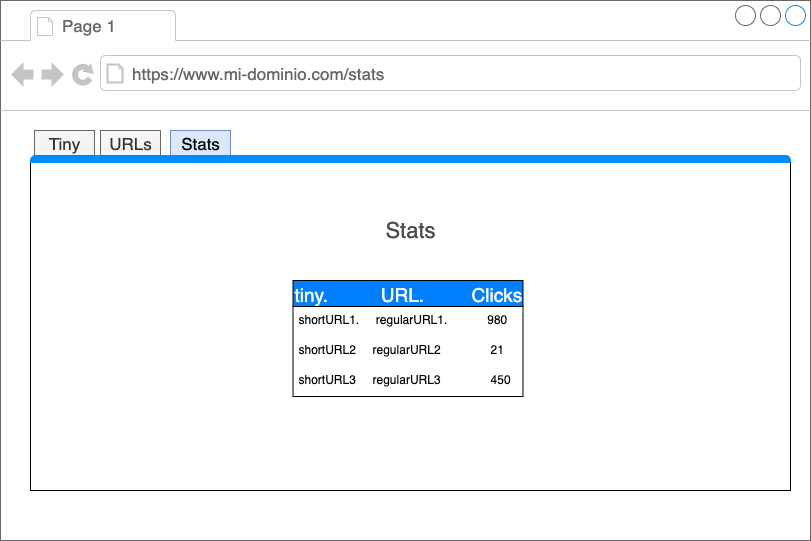 Page 1
https://www.mi-dominio.com/stats
Tiny URLs Stats
Stats
tiny. URL. Clicks
shortURL1. regularURL1. 980
shortURL2 regularURL2 21
shortURL3 regularURL3 450